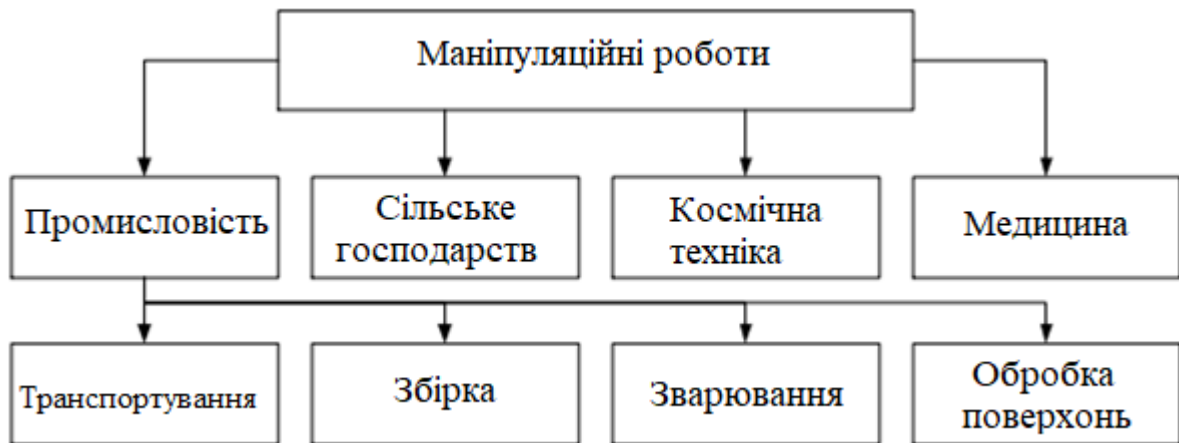 Маніпуляційні роботи
Промисловість
Сільське
господарств
Космічна
техніка
Медицина
Транспортування
Збірка
Зварювання
Обробка
поверхонь